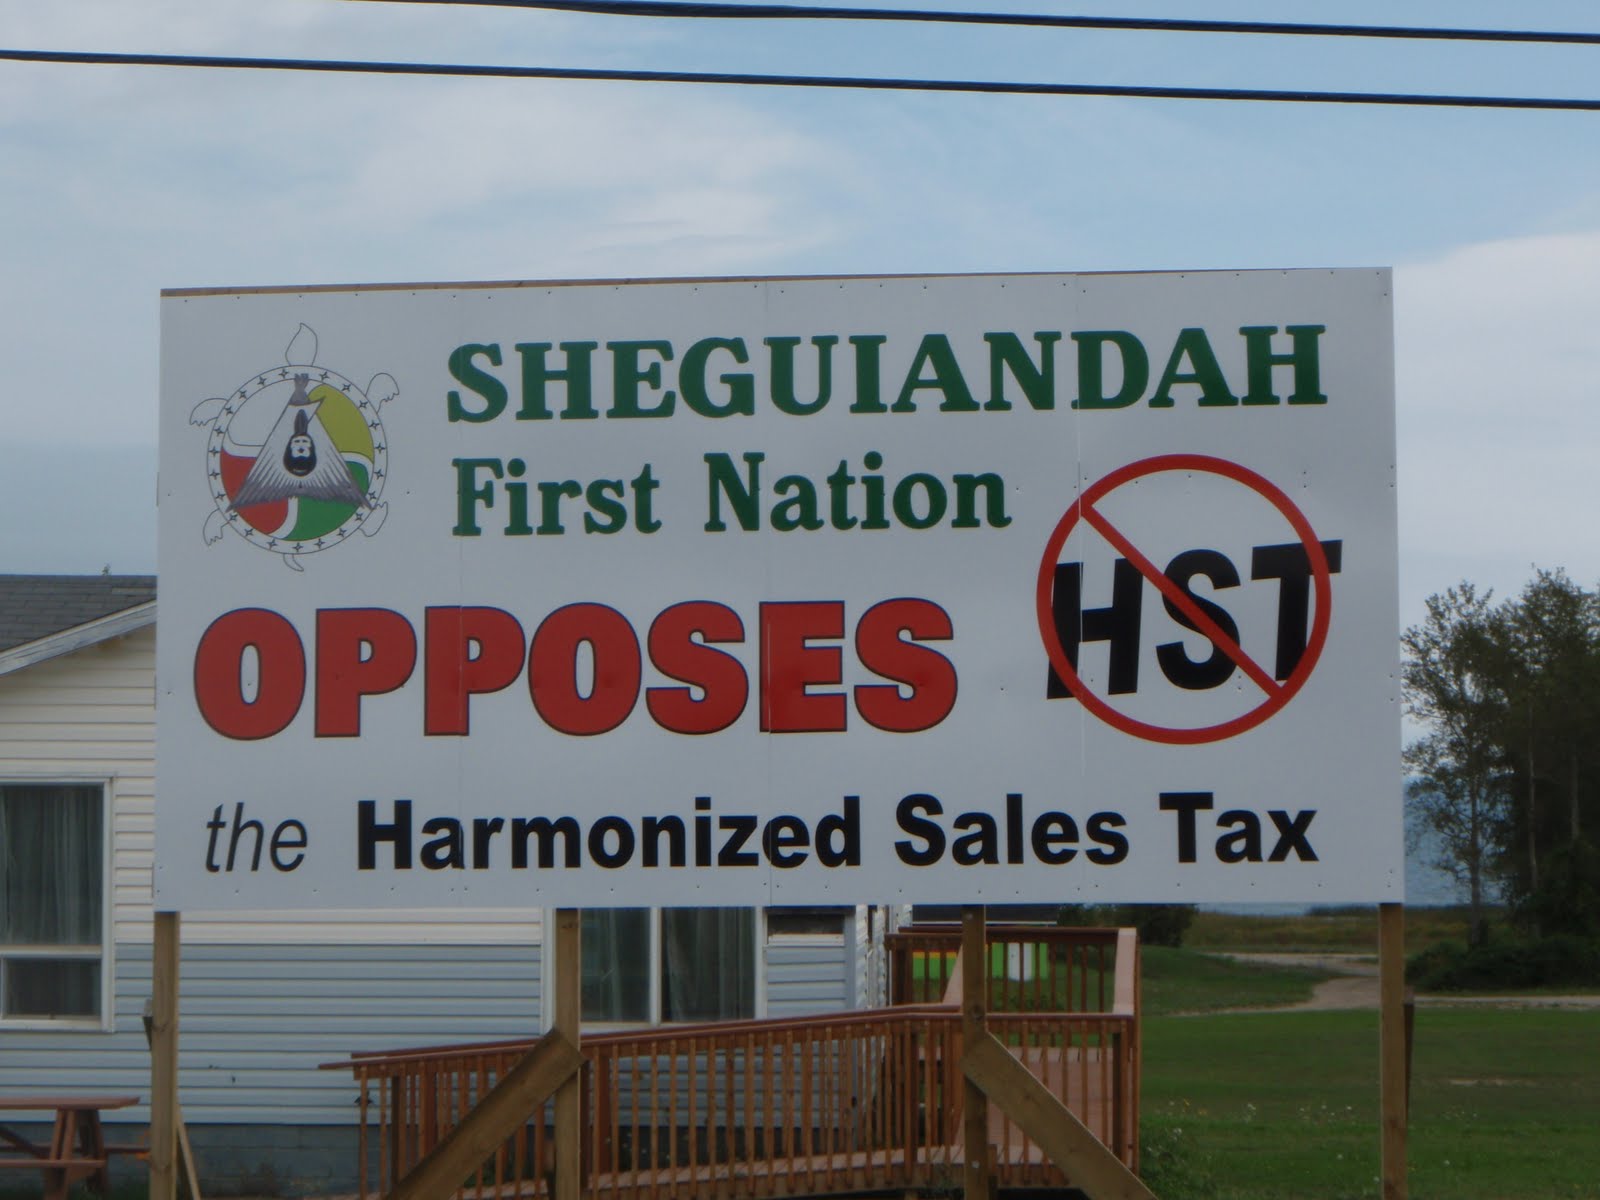 SHEGUIANDAH
First Nation
HST
OPPOSES
the Harmonized Sales Tax